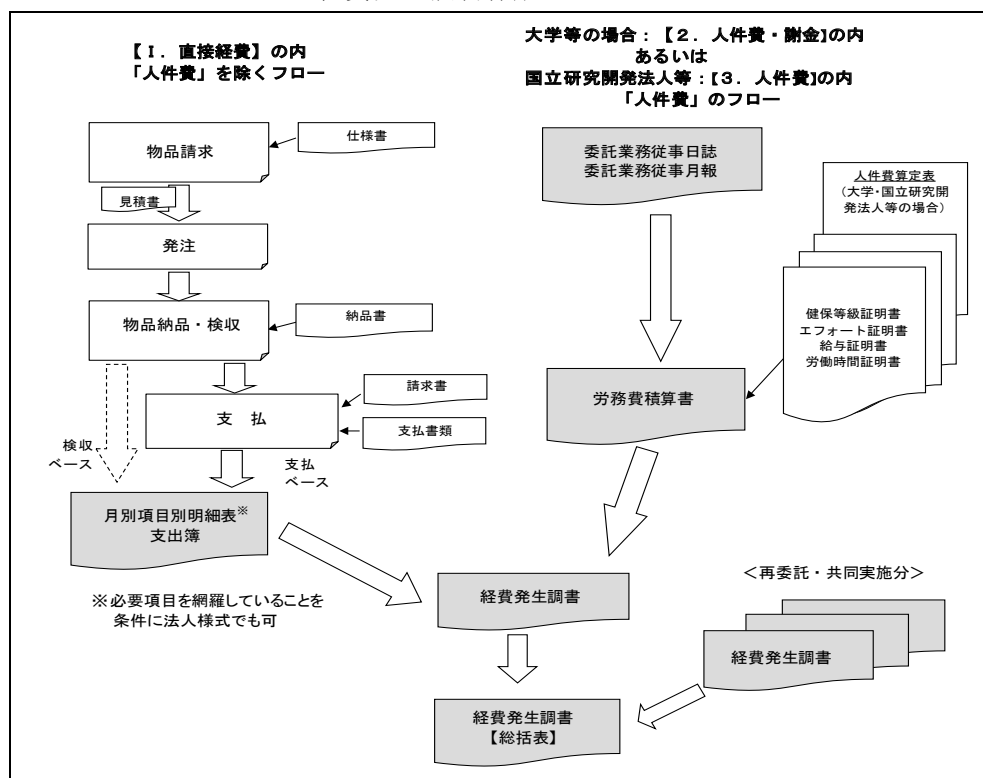 【Ⅰ．直接経費】の内
「人件費」を除くフロー
物品請求
仕様書
見積書
発注
物品納品・検収
納品書
支　払
請求書
支払書類
検収
ベース
支払
ベース
月別項目別明細表※
支出簿
※必要項目を網羅していることを
条件に法人様式でも可
大学等の場合：【２．人件費・謝金】の内
あるいは
国立研究開発法人等：【３．人件費】の内
「人件費」のフロー
委託業務従事日誌
委託業務従事月報
人件費算定表
（大学・国立研究開
発法人等の場合）
健保等級証明書
エフォート証明書
給与証明書
労働時間証明書
労務費積算書
経費発生調書
＜再委託・共同実施分＞
経費発生調書
経費発生調書
【総括表】